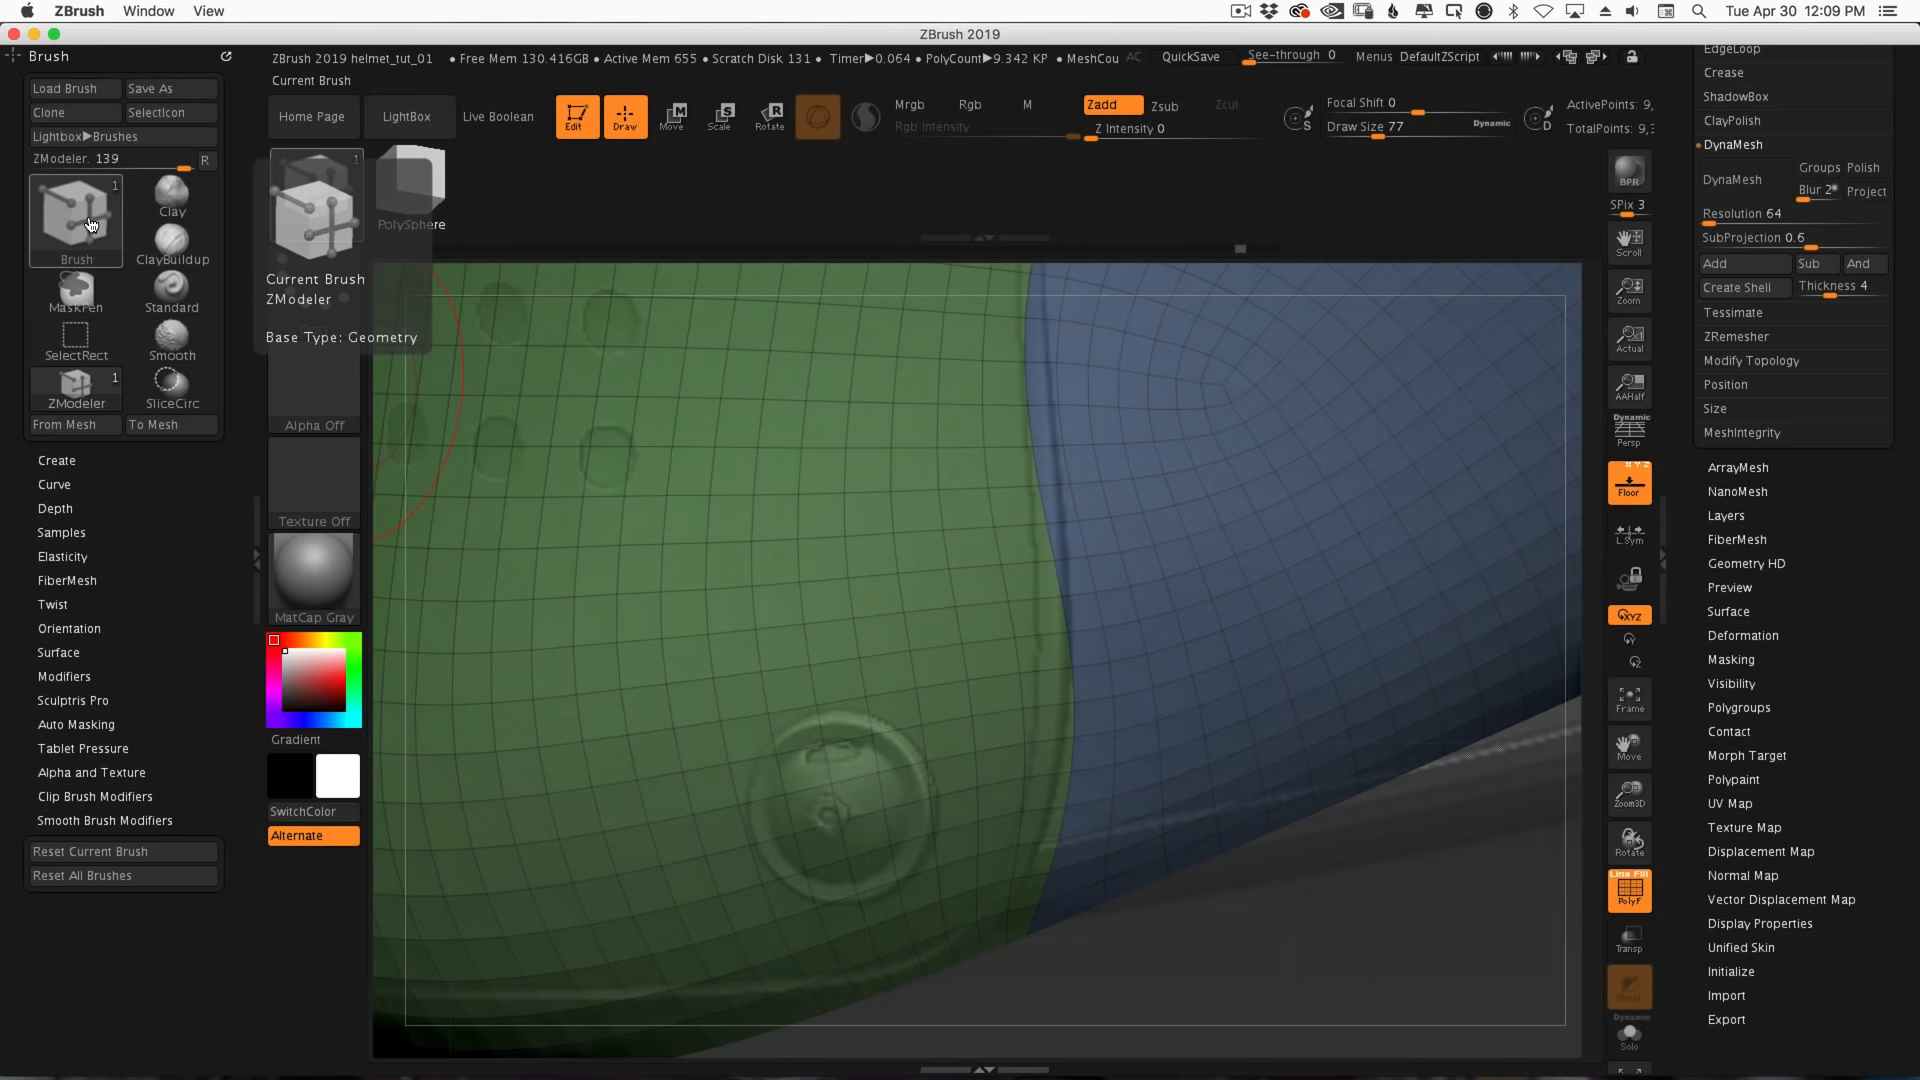 ZBrush Window View Tue Apr 30 12:09 PM
ZBrush 2019
Brush
ZBrush 2019 helmet_tut_01 • Free Mem 130.416GB • Active Mem 655 • Scratch Disk 131 • Timer▶0.064 • PolyCount▶9.342 KP • MeshCou AC QuickSave See-through 0 Menus DefaultZScript
Current Brush
Load Brush Save As
Clone SelectIcon
Lightbox▶Brushes
ZModeler. 139 R
1
Brush
Clay
ClayBuildup
MaskPen Standard
SelectRect Smooth
1
ZModeler SliceCirc
From Mesh To Mesh
Create
Curve
Depth
Samples
Elasticity
FiberMesh
Twist
Orientation
Surface
Modifiers
Sculptris Pro
Auto Masking
Tablet Pressure
Alpha and Texture
Clip Brush Modifiers
Smooth Brush Modifiers
Reset Current Brush
Reset All Brushes
Home Page LightBox Live Boolean Edit Draw Move Scale Rotate
M S R
Mrgb Rgb M Zadd Zsub Zcut
Rgb Intensity Z Intensity 0
S Focal Shift 0
Draw Size 77 Dynamic
D ActivePoints: 9,
TotalPoints: 9,
1
PolySphere
Current Brush
ZModeler
Base Type: Geometry
Alpha Off
Texture Off
MatCap Gray
Gradient
SwitchColor
Alternate
BPR
SPix 3
Scroll
Zoom
Actual
AAHalf
Dynamic
Persp
X Y Z
Floor
L.Sym
XYZ
Y
Z
Frame
Move
Zoom3D
Rotate
Line Fill
PolyF
Transp
Ghost
Dynamic
Solo
EdgeLoop
Crease
ShadowBox
ClayPolish
DynaMesh
DynaMesh Groups Polish
Blur 2 Project
Resolution 64
SubProjection 0.6
Add Sub And
Create Shell Thickness 4
Tessimate
ZRemesher
Modify Topology
Position
Size
MeshIntegrity
ArrayMesh
NanoMesh
Layers
FiberMesh
Geometry HD
Preview
Surface
Deformation
Masking
Visibility
Polygroups
Contact
Morph Target
Polypaint
UV Map
Texture Map
Displacement Map
Normal Map
Vector Displacement Map
Display Properties
Unified Skin
Initialize
Import
Export